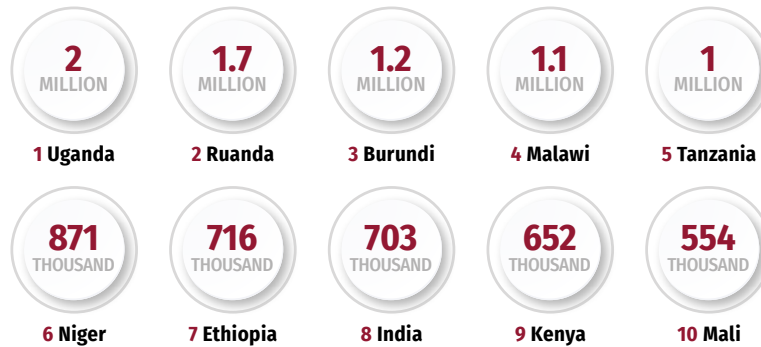 2 1.7 1.2 1.1 1
MILLION MILLION MILLION MILLION MILLION
1 Uganda 2 Ruanda 3 Burundi 4 Malawi 5 Tanzania
871 716 703 652 554
THOUSAND THOUSAND THOUSAND THOUSAND THOUSAND
6 Niger 7 Ethiopia 8 India 9 Kenya 10 Mali